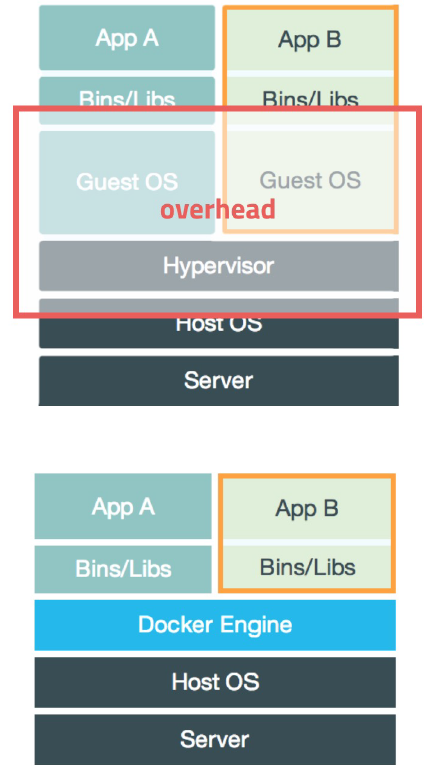 App A App B
Bins/Libs Bins/Libs
Guest OS Guest OS
overhead
Hypervisor
Host OS
Server
App A App B
Bins/Libs Bins/Libs
Docker Engine
Host OS
Server